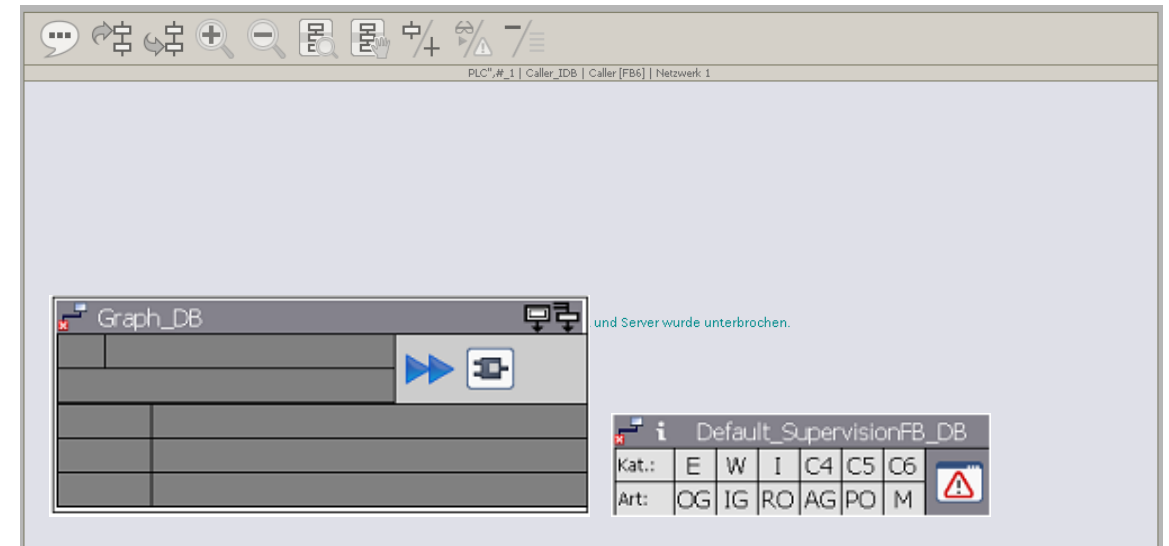 PLC",#_1 | Caller_IDB | Caller [FB6] | Netzwerk 1
Graph_DB
und Server wurde unterbrochen.
i Default_SupervisionFB_DB
Kat.: E W I C4 C5 C6
Art: OG IG RO AG PO M